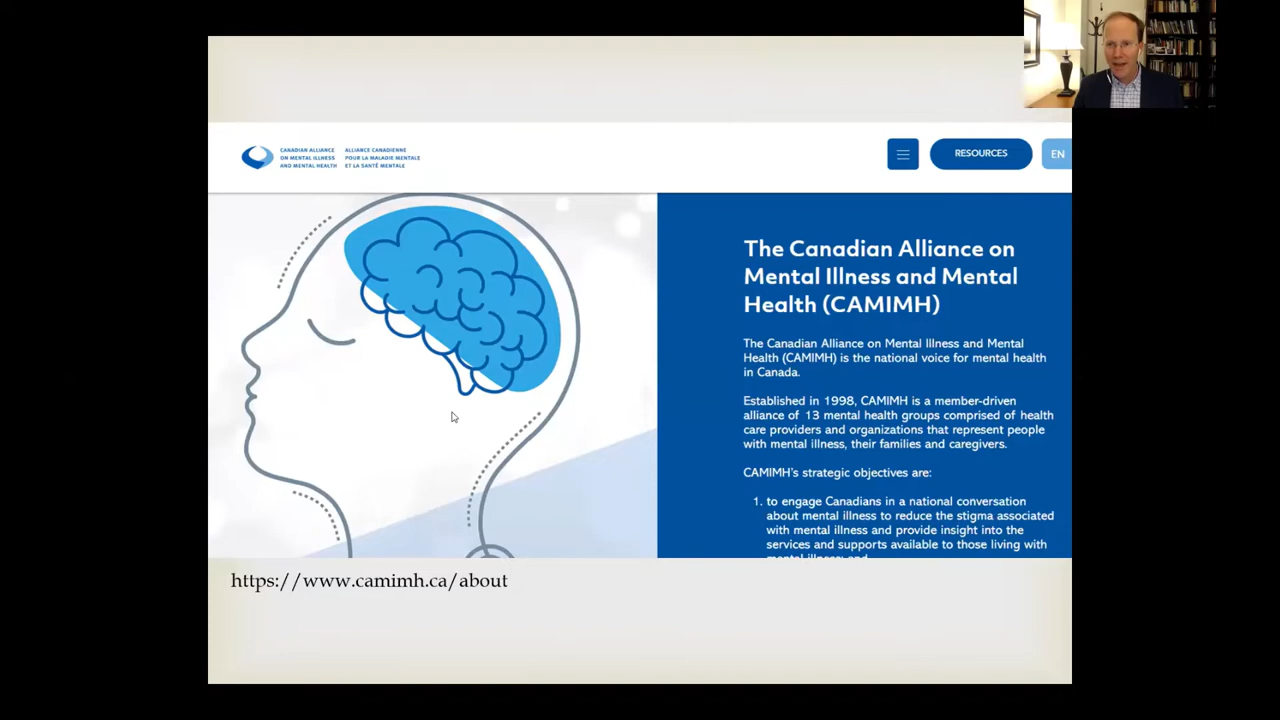 CANADIAN ALLIANCE
ON MENTAL ILLNESS
AND MENTAL HEALTH
ALLIANCE CANADIENNE
POUR LA MALADIE MENTALE
ET LA SANTÉ MENTALE
RESOURCES
EN
The Canadian Alliance on
Mental Illness and Mental
Health (CAMIMH)
The Canadian Alliance on Mental Illness and Mental
Health (CAMIMH) is the national voice for mental health
in Canada.
Established in 1998, CAMIMH is a member-driven
alliance of 13 mental health groups comprised of health
care providers and organizations that represent people
with mental illness, their families and caregivers.
CAMIMH's strategic objectives are:
1. to engage Canadians in a national conversation
about mental illness to reduce the stigma associated
with mental illness and provide insight into the
services and supports available to those living with
mental illness; and
https://www.camimh.ca/about